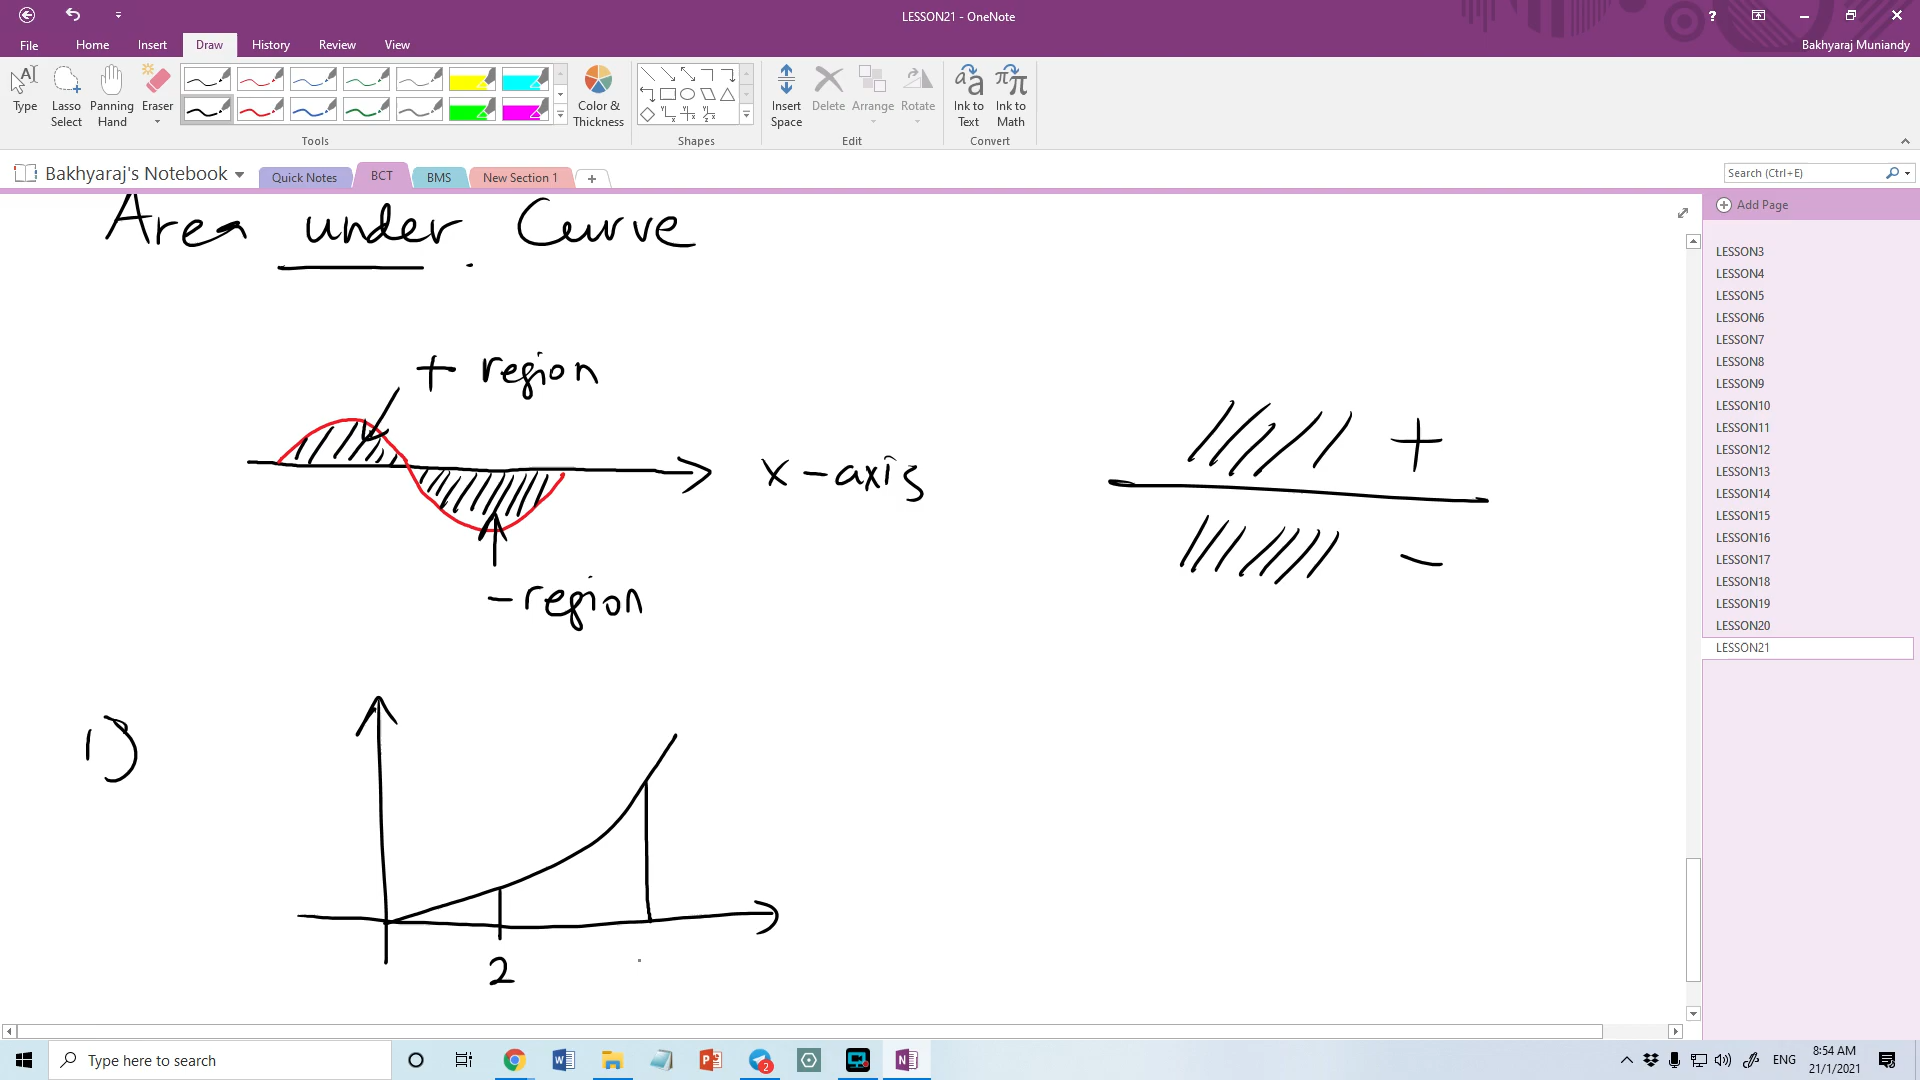 LESSON21 - OneNote
File Home Insert Draw History Review View
Bakhyaraj Muniandy
Type
Lasso Select
Panning Hand
Eraser
Color & Thickness
Insert Space
Delete
Arrange
Rotate
Ink to Text
Ink to Math
Tools
Shapes
Edit
Convert
Bakhyaraj's Notebook
Quick Notes
BCT
BMS
New Section 1
Search (Ctrl+E)
Add Page
LESSON3
LESSON4
LESSON5
LESSON6
LESSON7
LESSON8
LESSON9
LESSON10
LESSON11
LESSON12
LESSON13
LESSON14
LESSON15
LESSON16
LESSON17
LESSON18
LESSON19
LESSON20
LESSON21
Area under Curve
+ region
x-axis
- region
+
-
1)
2
Type here to search
2
ENG
8:54 AM
21/1/2021